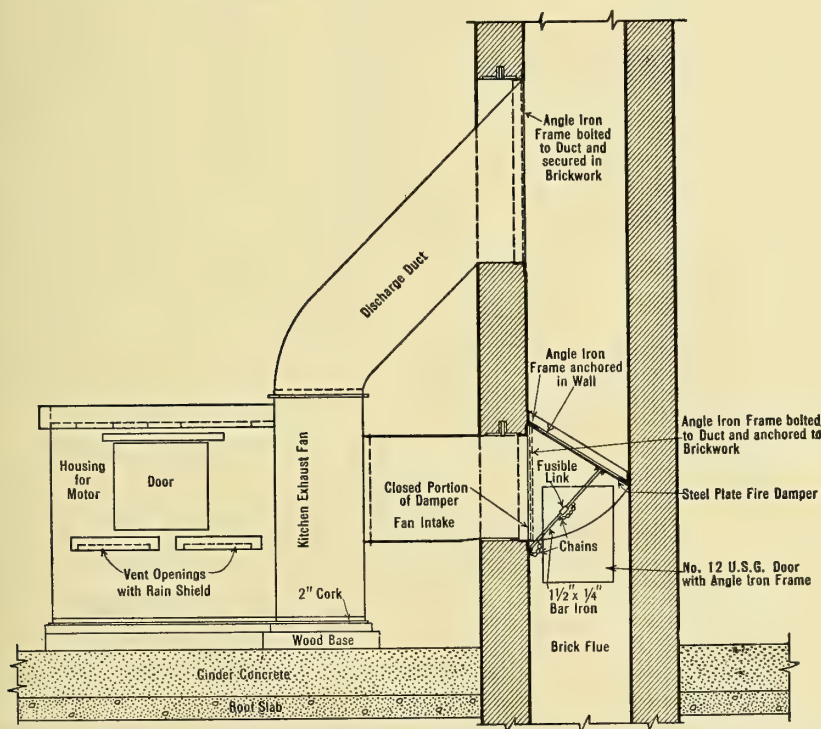 Angle Iron
Frame bolted
to Duct and
secured in
Brickwork
Discharge Duct
Angle Iron
Frame anchored
in Wall
Angle Iron Frame bolted
to Duct and anchored to
Brickwork
Housing
for
Motor
Door
Kitchen Exhaust Fan
Closed Portion
of Damper
Fan Intake
Fusible
Link
Steel Plate Fire Damper
Chains
Vent Openings
with Rain Shield
No. 12 U.S.G. Door
with Angle Iron Frame
1½" x ¼"
Bar Iron
2" Cork
Wood Base
Brick Flue
Cinder Concrete
Roof Slab